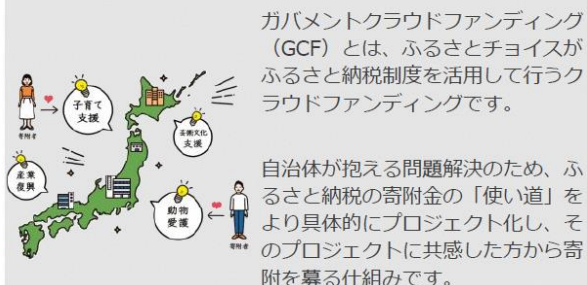 ガバメントクラウドファンディング
（GCF）とは、ふるさとチョイスが
ふるさと納税制度を活用して行うク
ラウドファンディングです。
自治体が抱える問題解決のため、ふ
るさと納税の寄附金の「使い道」を
より具体的にプロジェクト化し、そ
のプロジェクトに共感した方から寄
附を募る仕組みです。
子育て
支援
寄附者
芸術文化
支援
産業
復興
動物
愛護
寄附者